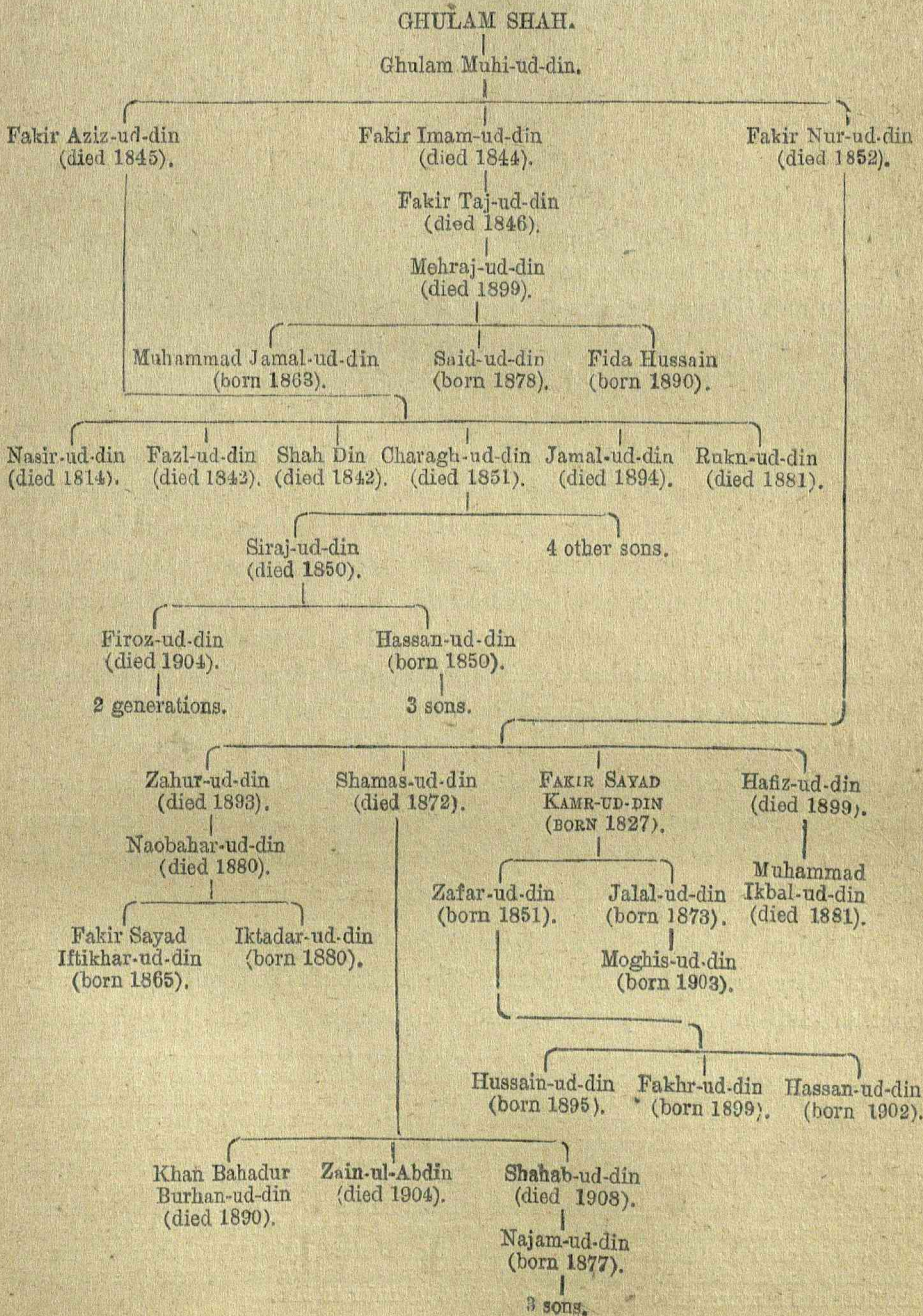 GHULAM SHAH.
Ghulam Muhi-ud-din.
Fakir Aziz-ud-din
(died 1845).
Fakir Imam-ud-din
(died 1844).
Fakir Nur-ud-din
(died 1852).
Fakir Taj-ud-din
(died 1846).
Mehraj-ud-din
(died 1899).
Muhammad Jamal-ud-din
(born 1863).
Said-ud-din
(born 1878).
Fida Hussain
(born 1890).
Nasir-ud-din
(died 1814).
Fazl-ud-din
(died 1842).
Shah Din
(died 1842).
Charagh-ud-din
(died 1851).
Jamal-ud-din
(died 1894).
Rukn-ud-din
(died 1881).
Siraj-ud-din
(died 1850).
4 other sons.
Firoz-ud-din
(died 1904).
Hassan-ud-din
(born 1850).
2 generations.
3 sons.
Zahur-ud-din
(died 1893).
Shamas-ud-din
(died 1872).
FAKIR SAYAD
KAMR-UD-DIN
(BORN 1827).
Hafiz-ud-din
(died 1899).
Naobahar-ud-din
(died 1880)
Zafar-ud-din
(born 1851).
Jalal-ud-din
(born 1873).
Muhammad
Ikbal-ud-din
(died 1881).
Fakir Sayad
Iftikhar-ud-din
(born 1865).
Iktadar-ud-din
(born 1880).
Moghis-ud-din
(born 1903).
Hussain-ud-din
(born 1895).
Fakhr-ud-din
(born 1899).
Hassan-ud-din
(born 1902).
Khan Bahadur
Burhan-ud-din
(died 1890).
Zain-ul-Abdin
(died 1904).
Shahab-ud-din
(died 1908).
Najam-ud-din
(born 1877).
3 sons.